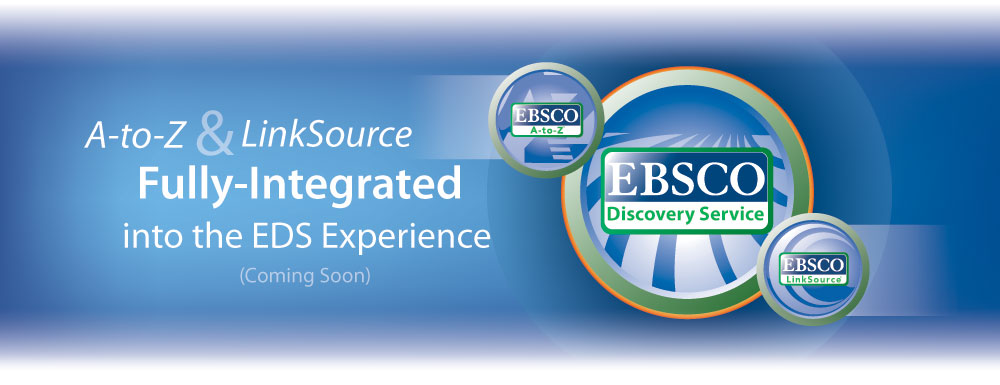 A-to-Z & LinkSource
Fully-Integrated
into the EDS Experience
(Coming Soon)
EBSCO
A-to-Z
EBSCO
Discovery Service
EBSCO
LinkSource